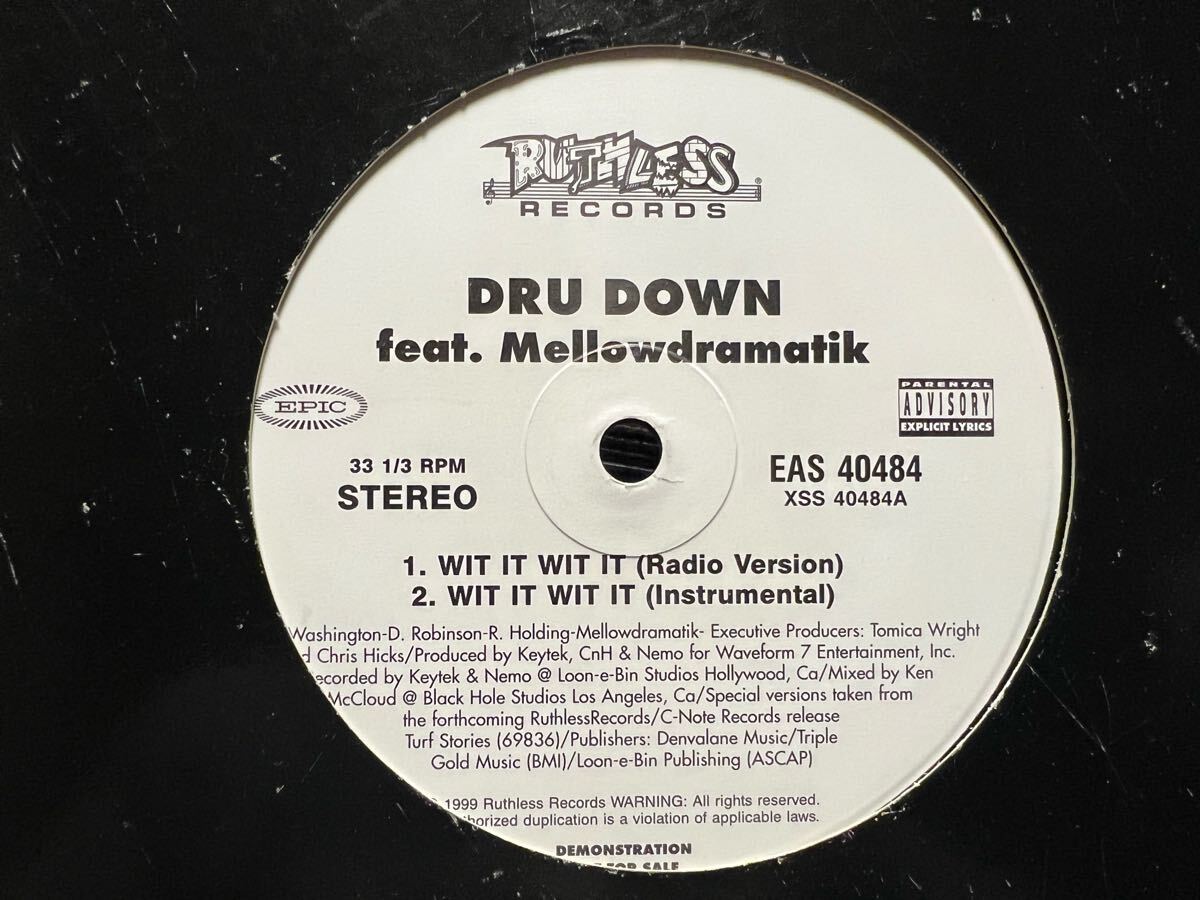 RUTHLESS
RECORDS
DRU DOWN
feat. Mellowdramatik
EPIC
PARENTAL
ADVISORY
EXPLICIT LYRICS
33 1/3 RPM
STEREO
EAS 40484
XSS 40484A
1. WIT IT WIT IT (Radio Version)
2. WIT IT WIT IT (Instrumental)
Washington-D. Robinson-R. Holding-Mellowdramatik- Executive Producers: Tomica Wright
Chris Hicks/Produced by Keytek, CnH & Nemo for Waveform 7 Entertainment, Inc.
by Keytek & Nemo @ Loon-e-Bin Studios Hollywood, Ca/Mixed by Ken
McCloud @ Black Hole Studios Los Angeles, Ca/Special versions taken from
the forthcoming RuthlessRecords/C-Note Records release
Turf Stories (69836)/Publishers: Denvalane Music/Triple
Gold Music (BMI)/Loon-e-Bin Publishing (ASCAP)
1999 Ruthless Records WARNING: All rights reserved.
duplication is a violation of applicable laws.
DEMONSTRATION
FOR SALE